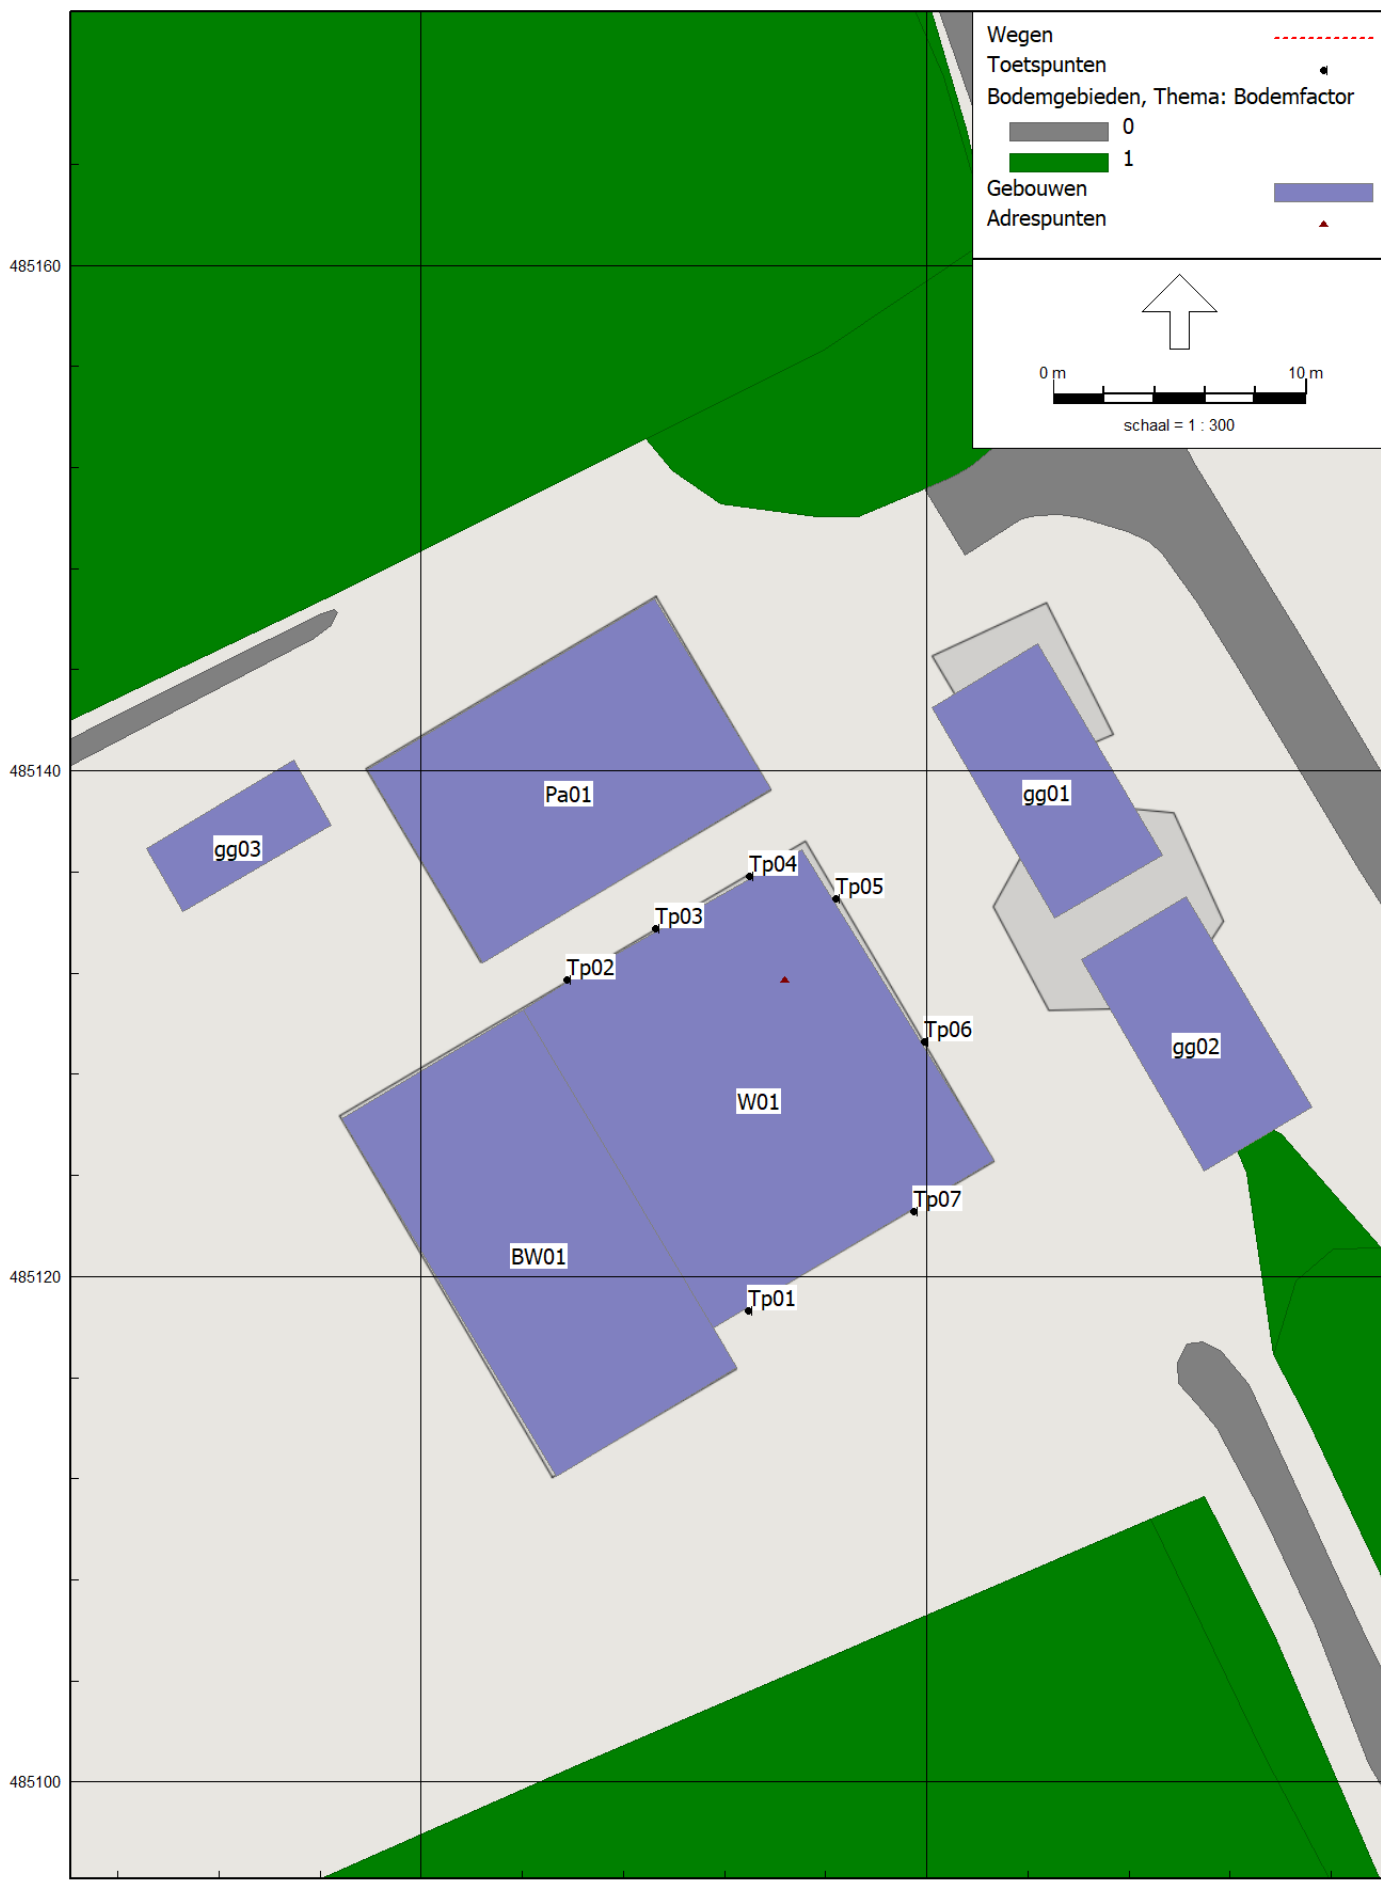 Wegen
Toetspunten
Bodemgebieden, Thema: Bodemfactor
0
1
Gebouwen
Adrespunten
485160
0 m 10 m
schaal = 1 : 300
485140
Pa01
gg01
gg03
Tp04
Tp05
Tp03
Tp02
Tp06
gg02
W01
Tp07
BW01
485120
Tp01
485100